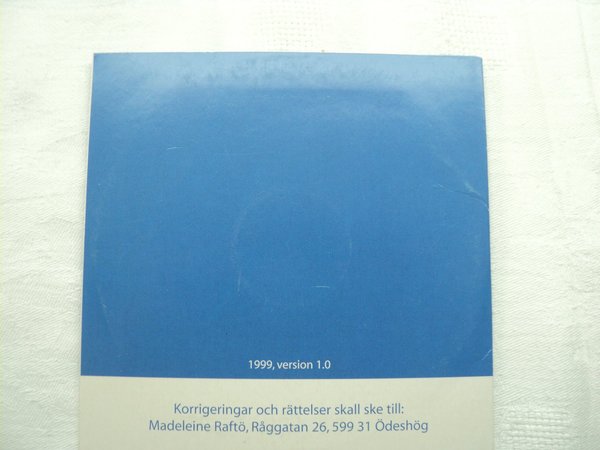 1999, version 1.0
Korrigeringar och rättelser skall ske till:
Madeleine Raftö, Råggatan 26, 599 31 Ödeshög